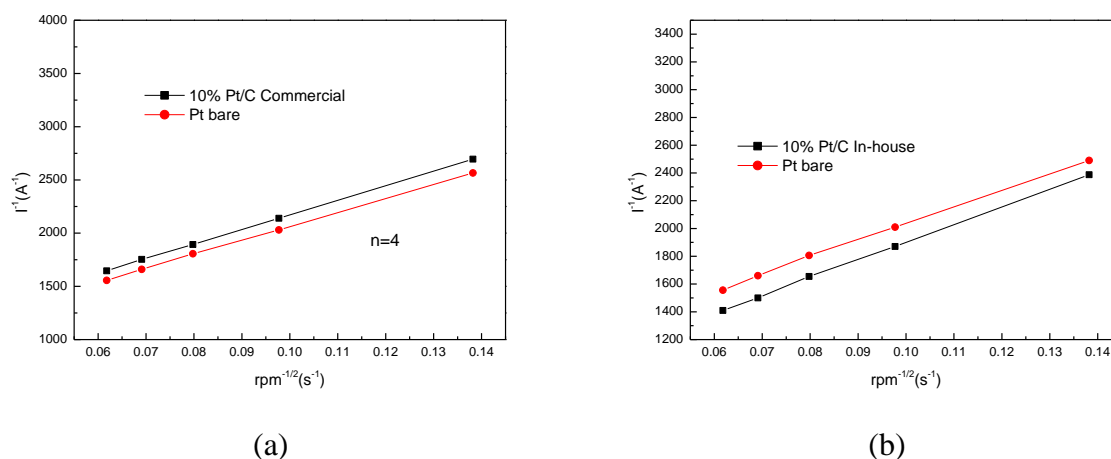 4000
3500
3000
2500
2000
1500
1000
I⁻¹(A⁻¹)
10% Pt/C Commercial
Pt bare
n=4
0.06 0.07 0.08 0.09 0.10 0.11 0.12 0.13 0.14
rpm⁻¹/²(s⁻¹)
(a)
3400
3200
3000
2800
2600
2400
2200
2000
1800
1600
1400
1200
I⁻¹(A⁻¹)
10% Pt/C In-house
Pt bare
0.06 0.07 0.08 0.09 0.10 0.11 0.12 0.13 0.14
rpm⁻¹/²(s⁻¹)
(b)